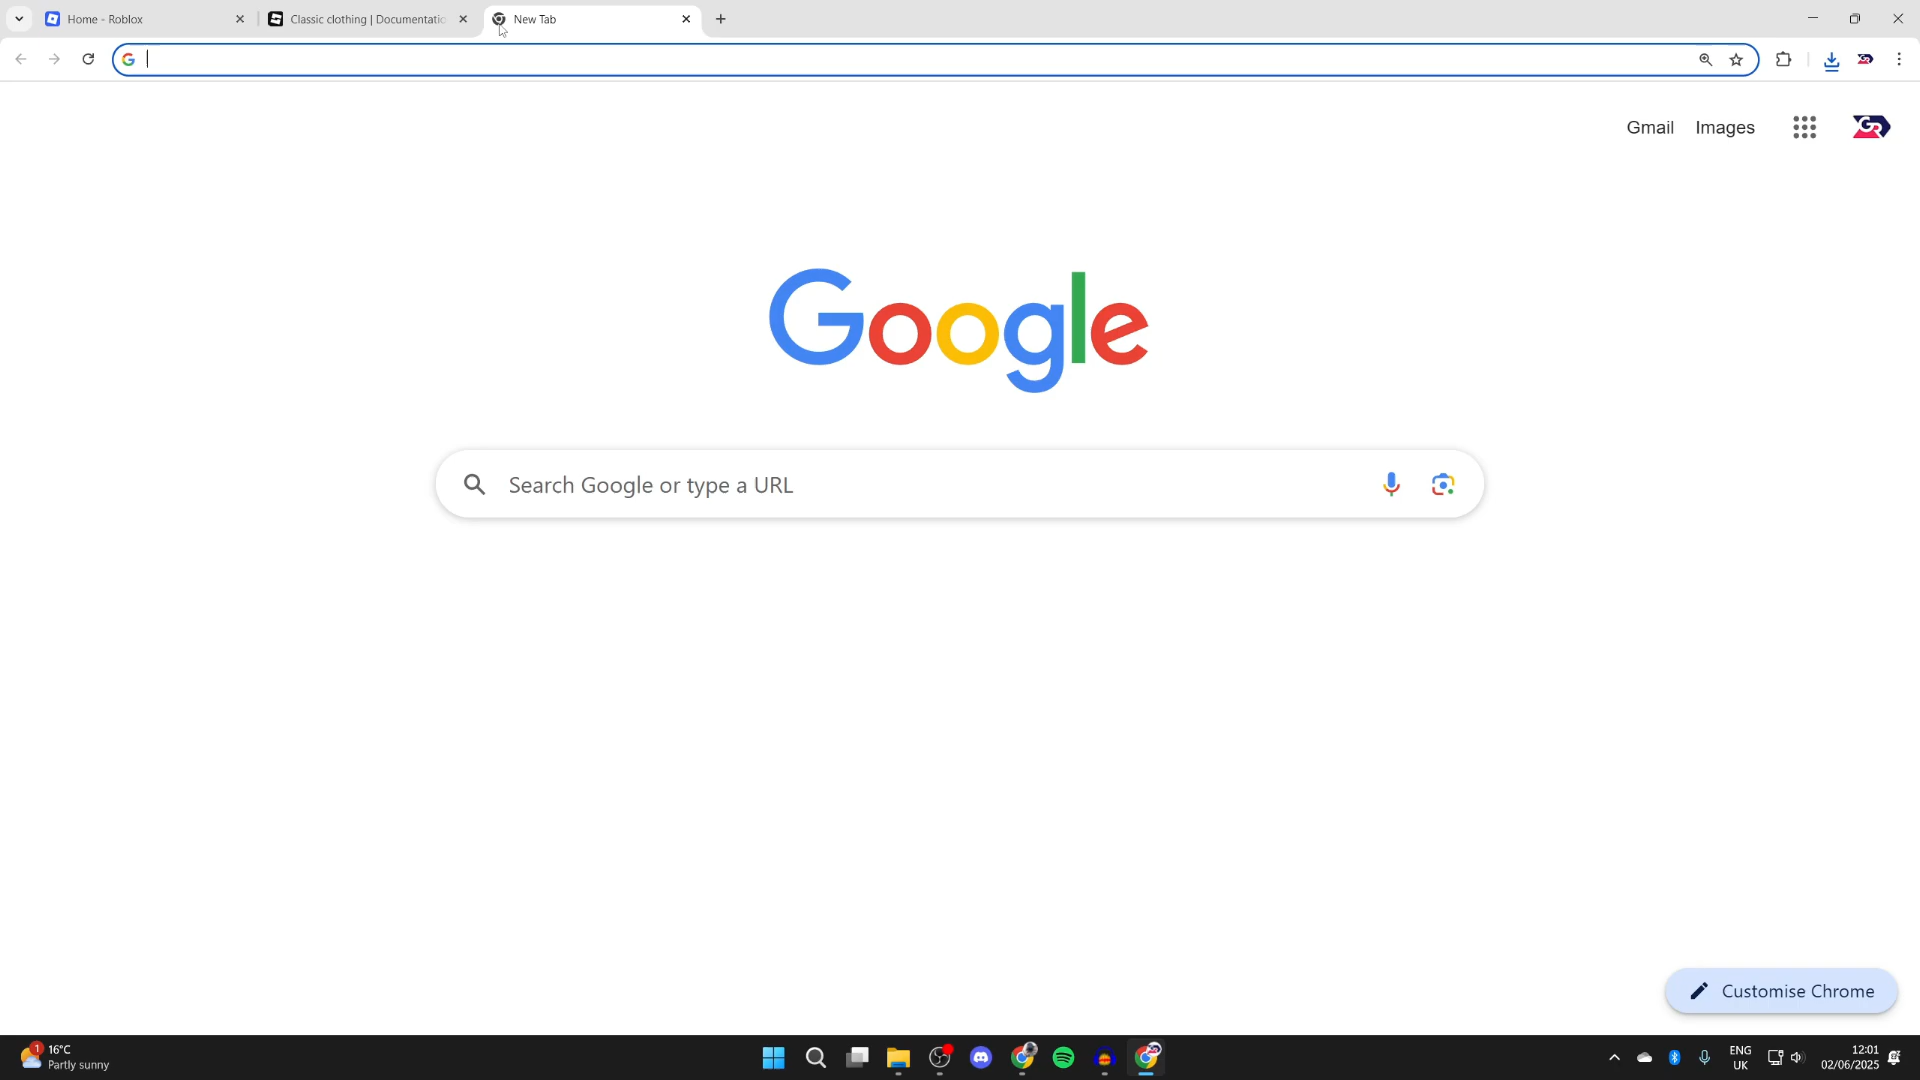 Home - Roblox
Classic clothing | Documentatio
New Tab
Gmail Images
Google
Search Google or type a URL
Customise Chrome
1
16°C
Partly sunny
ENG
UK
12:01
02/06/2025